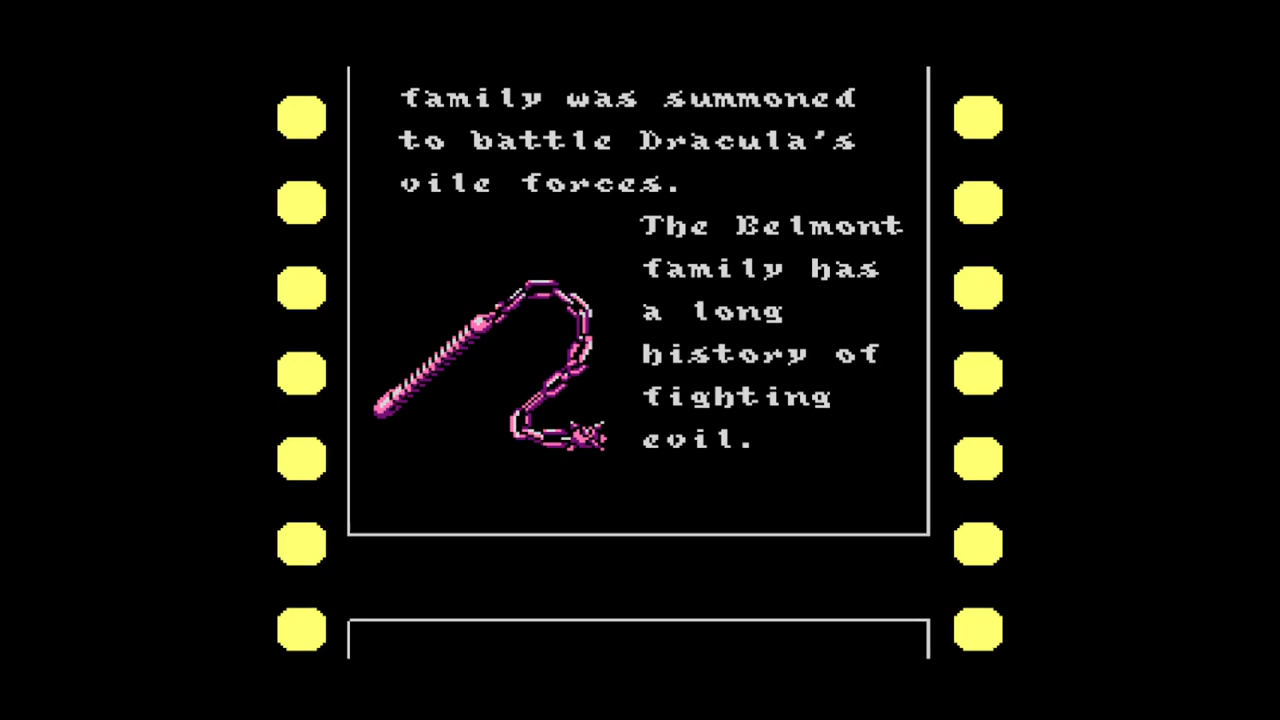 family was summoned
to battle Dracula's
vile forces.
The Belmont
family has
a long
history of
fighting
evil.